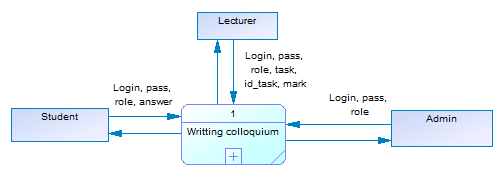 Lecturer
Login, pass,
role, task,
id_task, mark
Login, pass,
role, answer
Login, pass,
role
Student
1
Writting colloquium
Admin